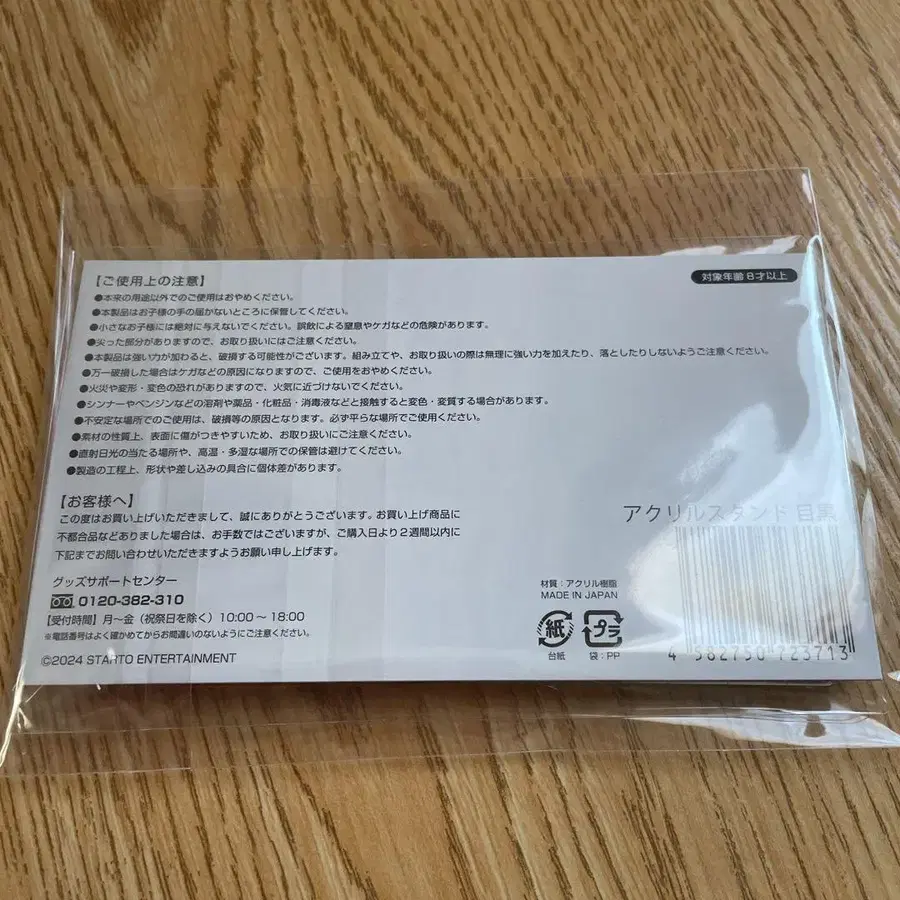 【ご使用上の注意】
対象年齢 8才以上
●本来の用途以外でのご使用はおやめください。
●本製品はお子様の手の届かないところに保管してください。
●小さなお子様には絶対に与えないでください。誤飲による窒息やケガなどの危険があります。
●尖った部分がありますので、お取り扱いにはご注意ください。
●本製品は強い力が加わると、破損する可能性がございます。組み立てや、お取り扱いの際は無理に強い力を加えたり、落としたりしないようご注意ください。
●万一破損した場合はケガなどの原因になりますので、ご使用をおやめください。
●火災や変形・変色の恐れがありますので、火気に近づけないでください。
●シンナーやベンジンなどの溶剤や薬品・化粧品・消毒液などと接触すると変色・変質する場合があります。
●不安定な場所でのご使用は、破損等の原因となります。必ず平らな場所でご使用ください。
●素材の性質上、表面に傷がつきやすいため、お取り扱いにご注意ください。
●直射日光の当たる場所や、高温・多湿な場所での保管は避けてください。
●製造の工程上、形状や差し込みの具合に個体差があります。
【お客様へ】
この度はお買い上げいただきまして、誠にありがとうございます。お買い上げ商品に
不都合品などありました場合は、お手数ではございますが、ご購入日より2週間以内に
下記までお問い合わせいただきますようお願い申し上げます。
グッズサポートセンター
0120-382-310
【受付時間】月〜金(祝祭日を除く)10:00〜18:00
※電話番号はよく確かめてからお間違いのないようにご注意ください。
©2024 STARTO ENTERTAINMENT
アクリルスタンド 目黒
材質:アクリル樹脂
MADE IN JAPAN
紙
プラ
台紙
袋:PP
4 582750 723713